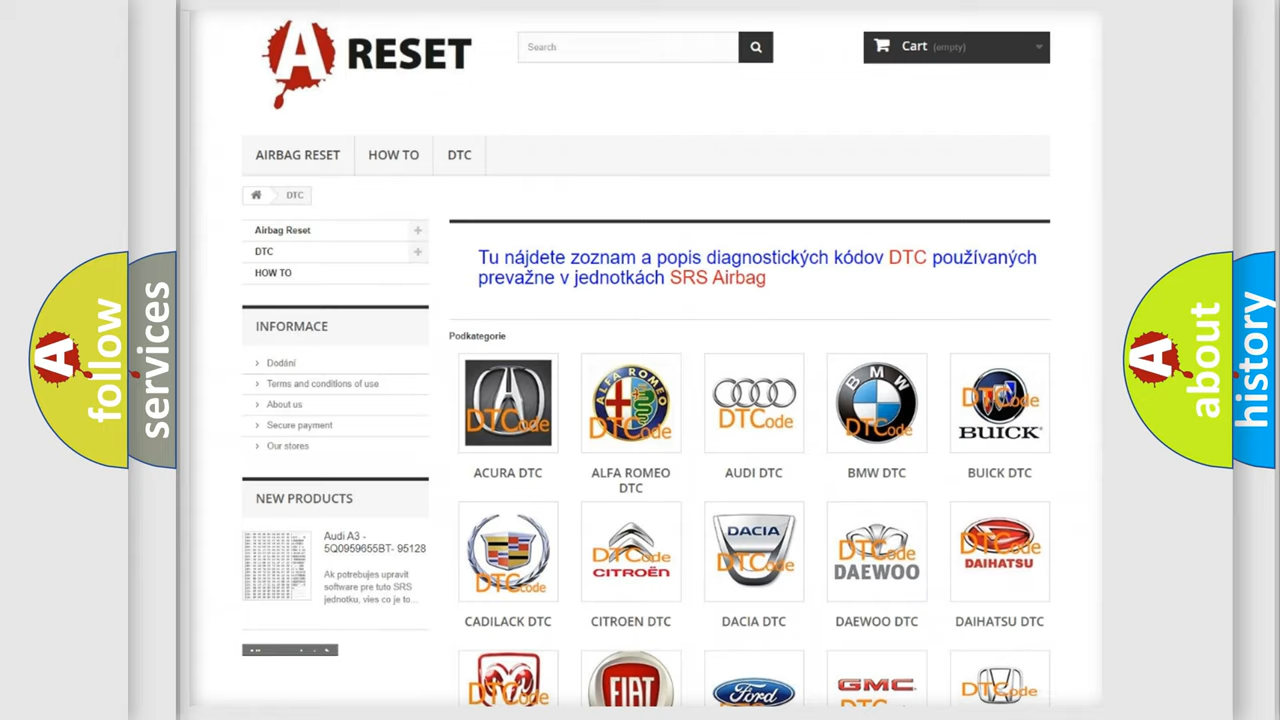 A RESET
Search
Cart (empty)
AIRBAG RESET
HOW TO
DTC
DTC
Airbag Reset
DTC
HOW TO
INFORMACE
Dodání
Terms and conditions of use
About us
Secure payment
Our stores
NEW PRODUCTS
Audi A3 -
5Q0959655BT- 95128
Ak potrebujes upravit
software pre tuto SRS
jednotku, vies co je to...
Tu nájdete zoznam a popis diagnostických kódov DTC používaných
prevažne v jednotkách SRS Airbag
Podkategorie
DTCode
ALFA ROMEO
DTCode
DTCode
BMW
DTCode
DTCode
BUICK
ACURA DTC
ALFA ROMEO
DTC
AUDI DTC
BMW DTC
BUICK DTC
DTCode
DTCode
CITROËN
DACIA
DTCode
DTCode
DAEWOO
DTCode
DAIHATSU
CADILACK DTC
CITROEN DTC
DACIA DTC
DAEWOO DTC
DAIHATSU DTC
DTCode
FIAT
Ford
GMC
DTCode
A
follow
services
A
about
history